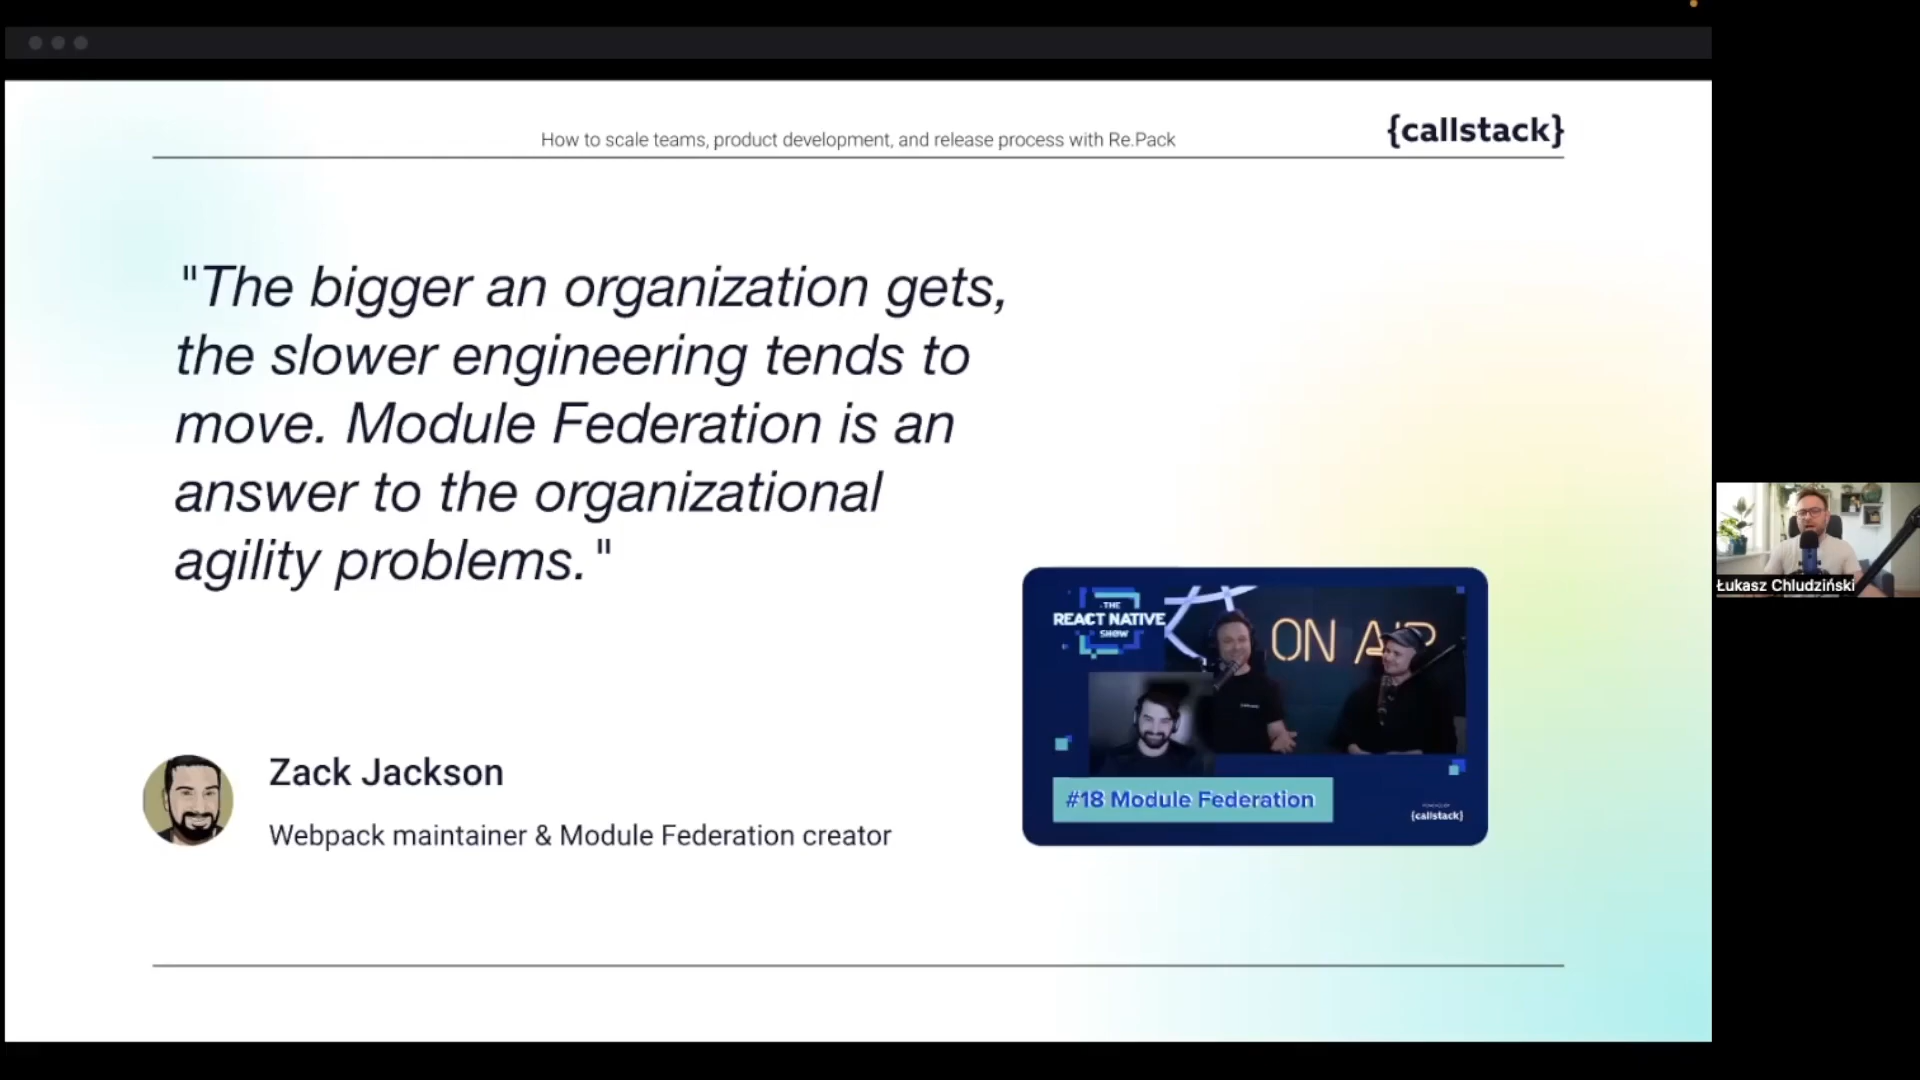 How to scale teams, product development, and release process with Re.Pack
{callstack}
"The bigger an organization gets,
the slower engineering tends to
move. Module Federation is an
answer to the organizational
agility problems."
Zack Jackson
Webpack maintainer & Module Federation creator
THE
REACT NATIVE
SHOW
ON AIR
#18 Module Federation
{callstack}
Łukasz Chludziński